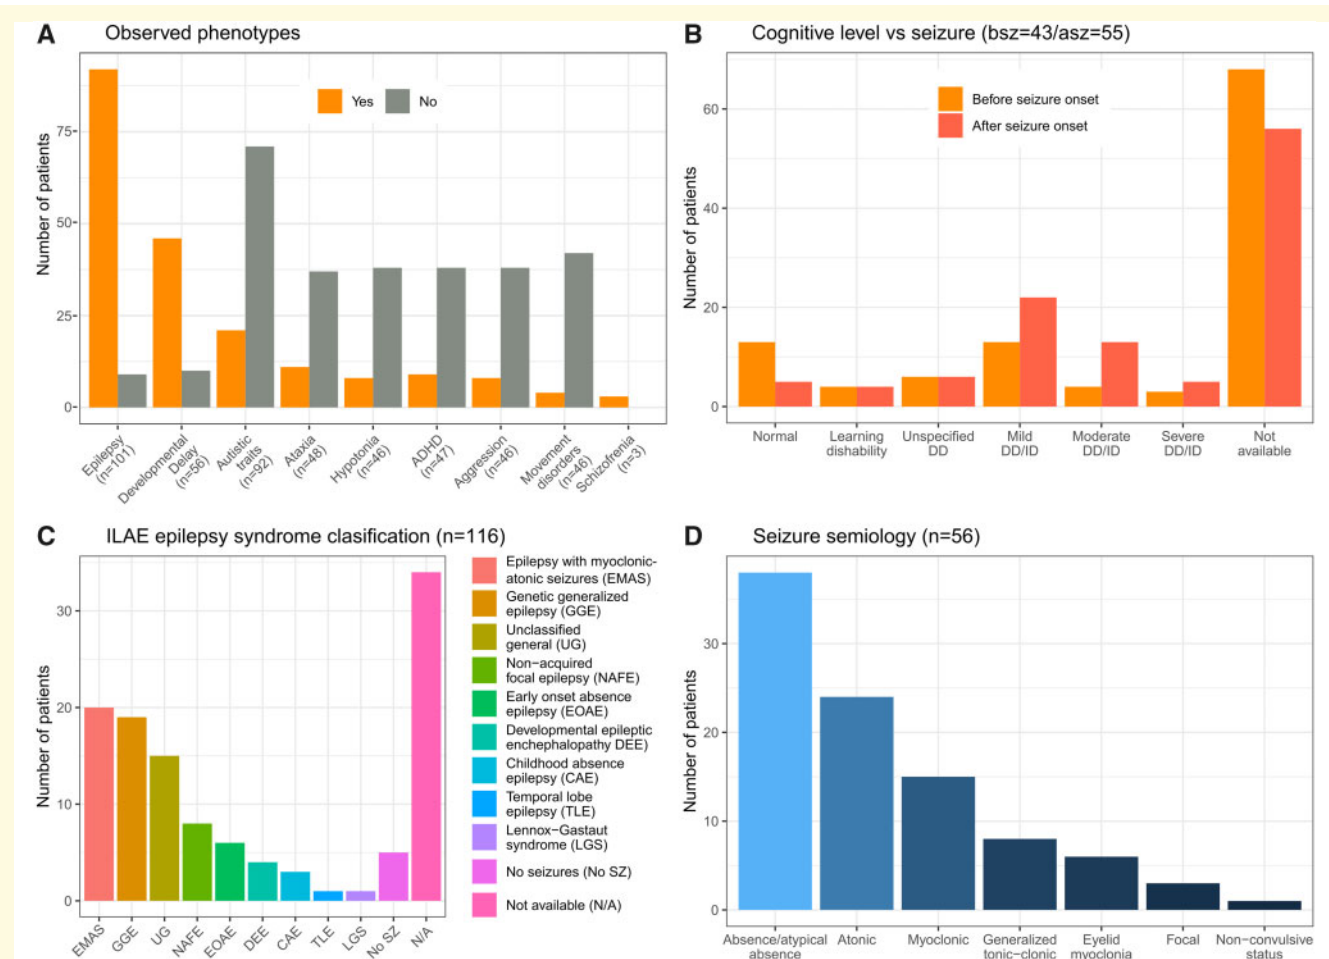 A Observed phenotypes
Number of patients
75
50
25
0
Yes No
Epilepsy
(n=101)
Developmental
Delay
(n=56)
Autistic
traits
(n=92)
Ataxia
(n=48)
Hypotonia
(n=46)
ADHD
(n=47)
Aggression
(n=46)
Movement
disorders
(n=46)
Schizofrenia
(n=3)
B Cognitive level vs seizure (bsz=43/asz=55)
Number of patients
60
40
20
0
Before seizure onset
After seizure onset
Normal
Learning
dishability
Unspecified
DD
Mild
DD/ID
Moderate
DD/ID
Severe
DD/ID
Not
available
C ILAE epilepsy syndrome clasification (n=116)
Number of patients
30
20
10
0
EMAS
GGE
UG
NAFE
EOAE
DEE
CAE
TLE
LGS
No SZ
N/A
Epilepsy with myoclonic-
atonic seizures (EMAS)
Genetic generalized
epilepsy (GGE)
Unclassified
general (UG)
Non−acquired
focal epilepsy (NAFE)
Early onset absence
epilepsy (EOAE)
Developmental epileptic
enchephalopathy DEE)
Childhood absence
epilepsy (CAE)
Temporal lobe
epilepsy (TLE)
Lennox−Gastaut
syndrome (LGS)
No seizures (No SZ)
Not available (N/A)
D Seizure semiology (n=56)
Number of patients
30
20
10
0
Absence/atypical
absence
Atonic
Myoclonic
Generalized
tonic−clonic
Eyelid
myoclonia
Focal
Non−convulsive
status